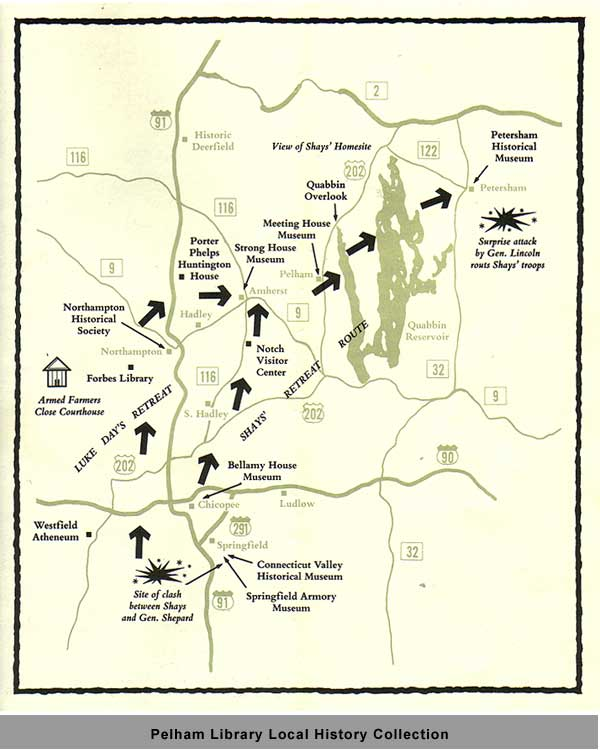 2
91
Historic
Deerfield
View of Shays' Homesite
116
122
202
Petersham
Historical
Museum
Quabbin
Overlook
Petersham
116
Meeting House
Museum
Porter
Phelps
Huntington
House
Strong House
Museum
Surprise attack
by Gen. Lincoln
routs Shays' troops
9
Pelham
Amherst
Northampton
Historical
Society
Hadley
9
Quabbin
Reservoir
Northampton
Notch
Visitor
Center
Forbes Library
Armed Farmers
Close Courthouse
116
32
9
S. Hadley
202
LUKE DAY'S RETREAT
SHAYS' RETREAT ROUTE
202
90
Bellamy House
Museum
Chicopee
Ludlow
Westfield
Atheneum
291
Springfield
32
Connecticut Valley
Historical Museum
Site of clash
between Shays
and Gen. Shepard
Springfield Armory
Museum
91
Pelham Library Local History Collection